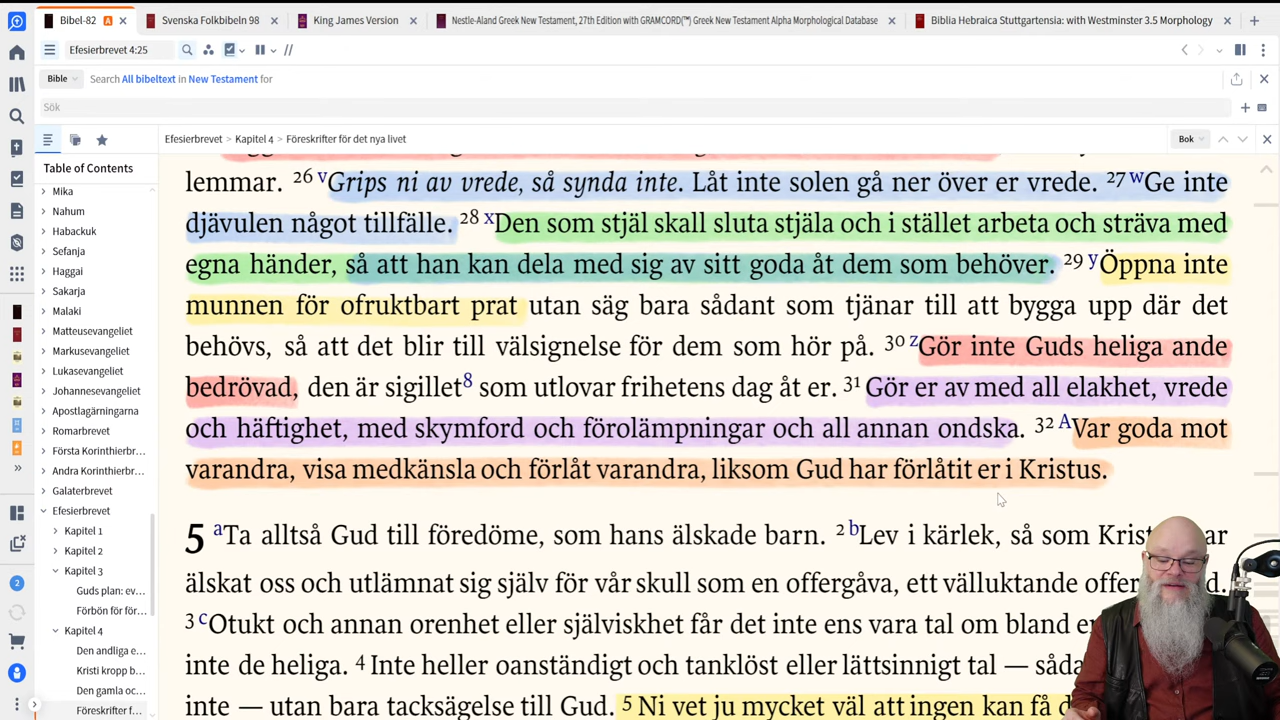 Bibel-82
A
Svenska Folkbibeln 98
King James Version
Nestle-Aland Greek New Testament, 27th Edition with GRAMCORD(™) Greek New Testament Alpha Morphological Database
Biblia Hebraica Stuttgartensia: with Westminster 3.5 Morphology
Efesierbrevet 4:25
Bible
Search All bibeltext in New Testament for
Sök
Efesierbrevet > Kapitel 4 > Föreskrifter för det nya livet
Bok
Table of Contents
Mika
Nahum
Habackuk
Sefanja
Haggai
Sakarja
Malaki
Matteusevangeliet
Markusevangeliet
Lukasevangeliet
Johannesevangeliet
Apostlagärningarna
Romarbrevet
Första Korinthierb...
Andra Korinthierbr...
Galaterbrevet
Efesierbrevet
Kapitel 1
Kapitel 2
Kapitel 3
Guds plan: ev...
Förbön för för...
Kapitel 4
Den andliga e...
Kristi kropp b...
Den gamla oc...
Föreskrifter f...
2
lemmar. 26 v Grips ni av vrede, så synda inte. Låt inte solen gå ner över er vrede. 27 w Ge inte
djävulen något tillfälle. 28 x Den som stjäl skall sluta stjäla och i stället arbeta och sträva med
egna händer, så att han kan dela med sig av sitt goda åt dem som behöver. 29 y Öppna inte
munnen för ofruktbart prat utan säg bara sådant som tjänar till att bygga upp där det
behövs, så att det blir till välsignelse för dem som hör på. 30 z Gör inte Guds heliga ande
bedrövad, den är sigillet 8 som utlovar frihetens dag åt er. 31 Gör er av med all elakhet, vrede
och häftighet, med skymford och förolämpningar och all annan ondska. 32 A Var goda mot
varandra, visa medkänsla och förlåt varandra, liksom Gud har förlåtit er i Kristus.
5 a Ta alltså Gud till föredöme, som hans älskade barn. 2 b Lev i kärlek, så som Krist ar
älskat oss och utlämnat sig själv för vår skull som en offergåva, ett välluktande offer d.
3 c Otukt och annan orenhet eller själviskhet får det inte ens vara tal om bland e
inte de heliga. 4 Inte heller oanständigt och tanklöst eller lättsinnigt tal — såda
inte — utan bara tacksägelse till Gud. 5 Ni vet ju mycket väl att ingen kan få d